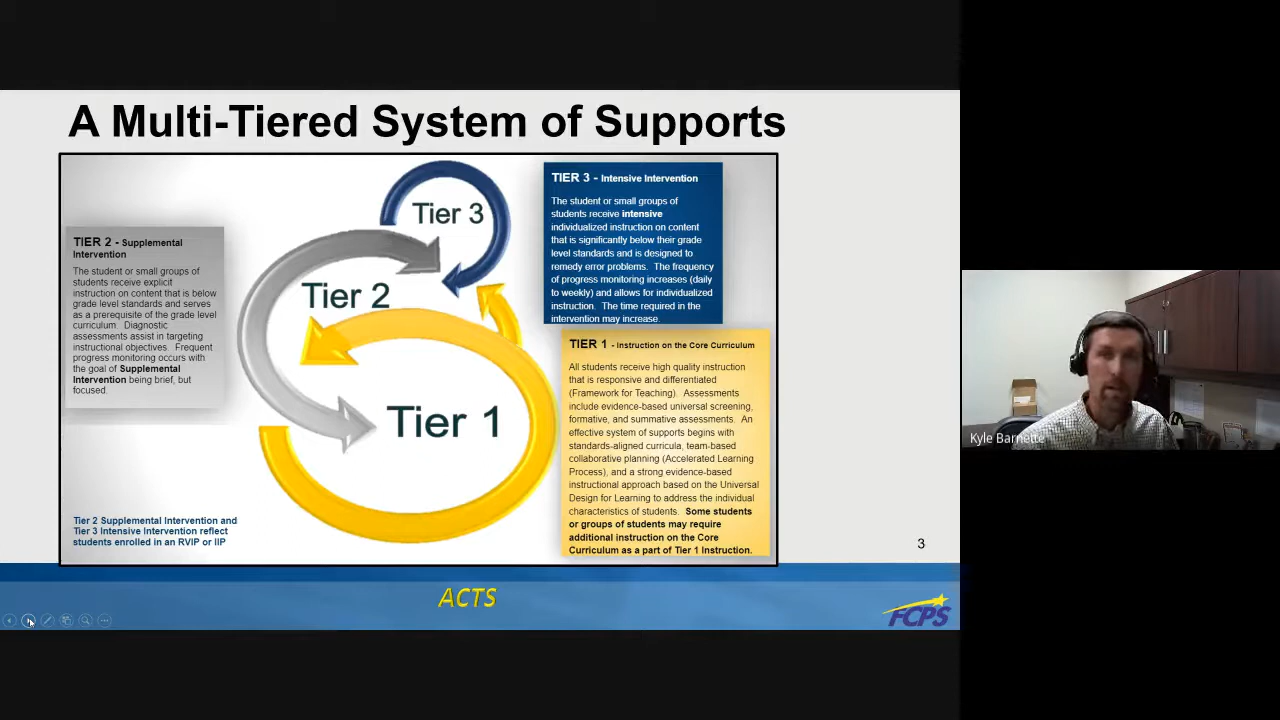 A Multi-Tiered System of Supports
TIER 2 - Supplemental
Intervention
The student or small groups of
students receive explicit
instruction on content that is below
grade level standards and serves
as a prerequisite of the grade level
curriculum. Diagnostic
assessments assist in targeting
instructional objectives. Frequent
progress monitoring occurs with
the goal of Supplemental
Intervention being brief, but
focused.
Tier 3
Tier 2
Tier 1
TIER 3 - Intensive Intervention
The student or small groups of
students receive intensive
individualized instruction on content
that is significantly below their grade
level standards and is designed to
remedy error problems. The frequency
of progress monitoring increases (daily
to weekly) and allows for individualized
instruction. The time required in the
intervention may increase.
TIER 1 - Instruction on the Core Curriculum
All students receive high quality instruction
that is responsive and differentiated
(Framework for Teaching). Assessments
include evidence-based universal screening,
formative, and summative assessments. An
effective system of supports begins with
standards-aligned curricula, team-based
collaborative planning (Accelerated Learning
Process), and a strong evidence-based
instructional approach based on the Universal
Design for Learning to address the individual
characteristics of students. Some students
or groups of students may require
additional instruction on the Core
Curriculum as a part of Tier 1 Instruction.
Tier 2 Supplemental Intervention and
Tier 3 Intensive Intervention reflect
students enrolled in an RVIP or IIP
3
ACTS
FCPS
Kyle Barnette